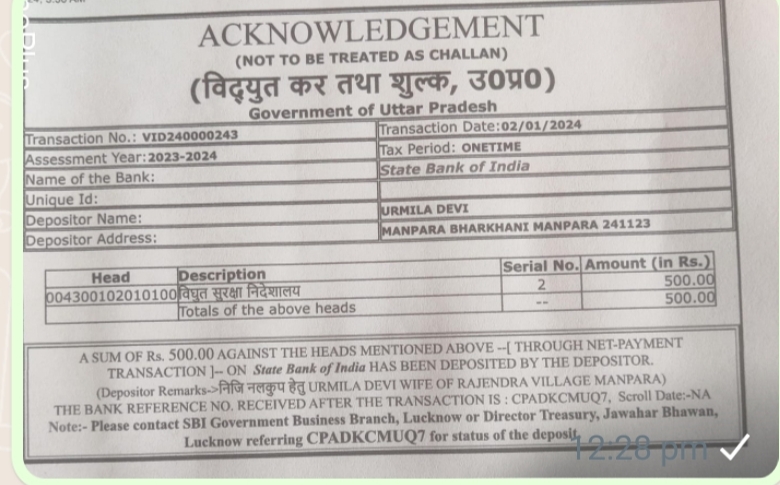 ACKNOWLEDGEMENT
(NOT TO BE TREATED AS CHALLAN)
(विद्युत कर तथा शुल्क, उ0प्र0)
Government of Uttar Pradesh
Transaction No.: VID240000243 Transaction Date:02/01/2024
Assessment Year:2023-2024 Tax Period: ONETIME
Name of the Bank: State Bank of India
Unique Id:
Depositor Name: URMILA DEVI
Depositor Address: MANPARA BHARKHANI MANPARA 241123
Head Description Serial No. Amount (in Rs.)
004300102010100 विघुत सुरक्षा निदेशालय 2 500.00
Totals of the above heads -- 500.00
A SUM OF Rs. 500.00 AGAINST THE HEADS MENTIONED ABOVE --[ THROUGH NET-PAYMENT
TRANSACTION ]-- ON State Bank of India HAS BEEN DEPOSITED BY THE DEPOSITOR.
(Depositor Remarks->निजि नलकुप हेतु URMILA DEVI WIFE OF RAJENDRA VILLAGE MANPARA)
THE BANK REFERENCE NO. RECEIVED AFTER THE TRANSACTION IS : CPADKCMUQ7, Scroll Date:-NA
Note:- Please contact SBI Government Business Branch, Lucknow or Director Treasury, Jawahar Bhawan,
Lucknow referring CPADKCMUQ7 for status of the deposit.
12:28 pm